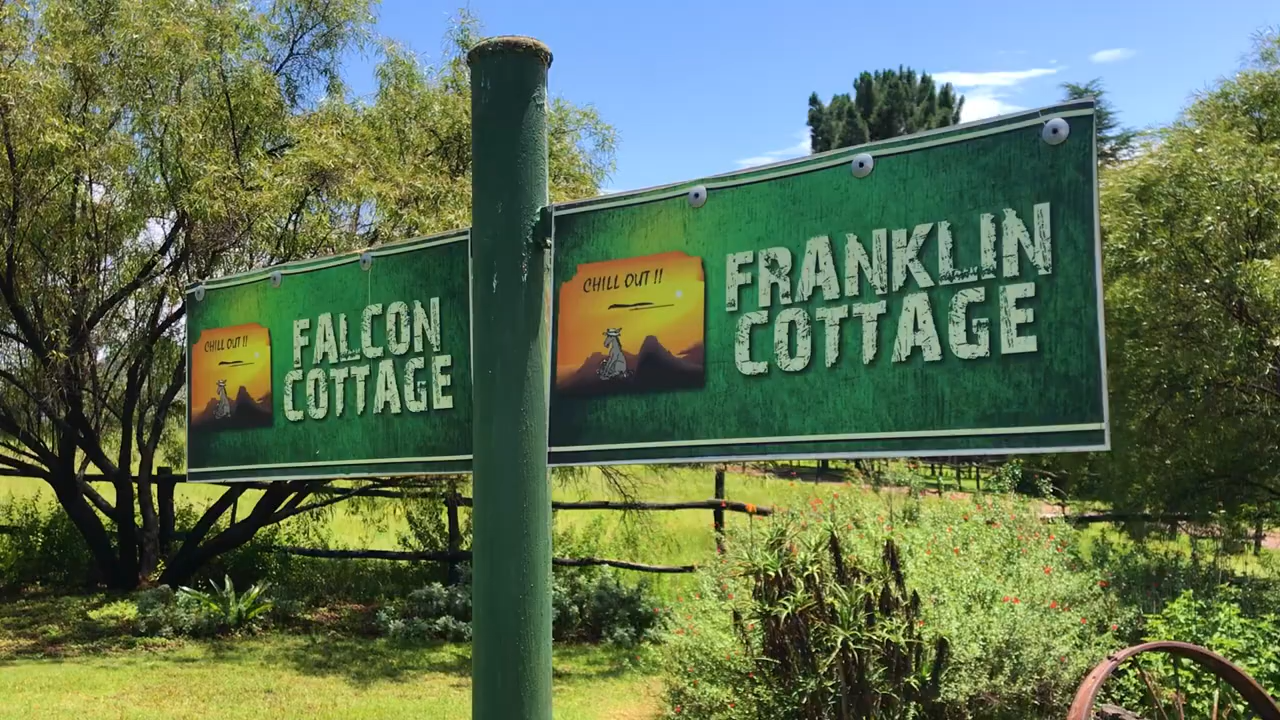 CHILL OUT !!
FALCON
COTTAGE
CHILL OUT !!
FRANKLIN
COTTAGE